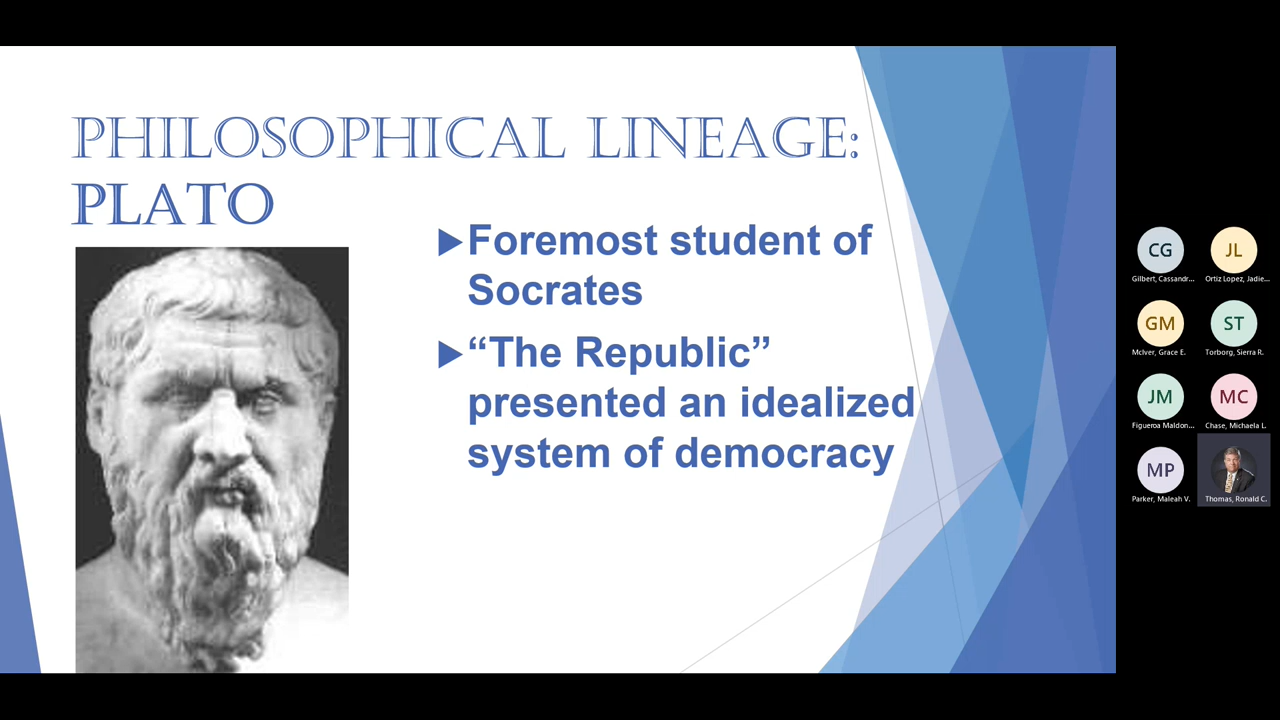 PHILOSOPHICAL LINEAGE:
PLATO
Foremost student of
Socrates
“The Republic”
presented an idealized
system of democracy
CG
JL
Gilbert, Cassandr...
Ortiz Lopez, Jadie...
GM
ST
McIver, Grace E.
Torborg, Sierra R.
JM
MC
Figueroa Maldon...
Chase, Michaela L.
MP
Parker, Maleah V.
Thomas, Ronald C.